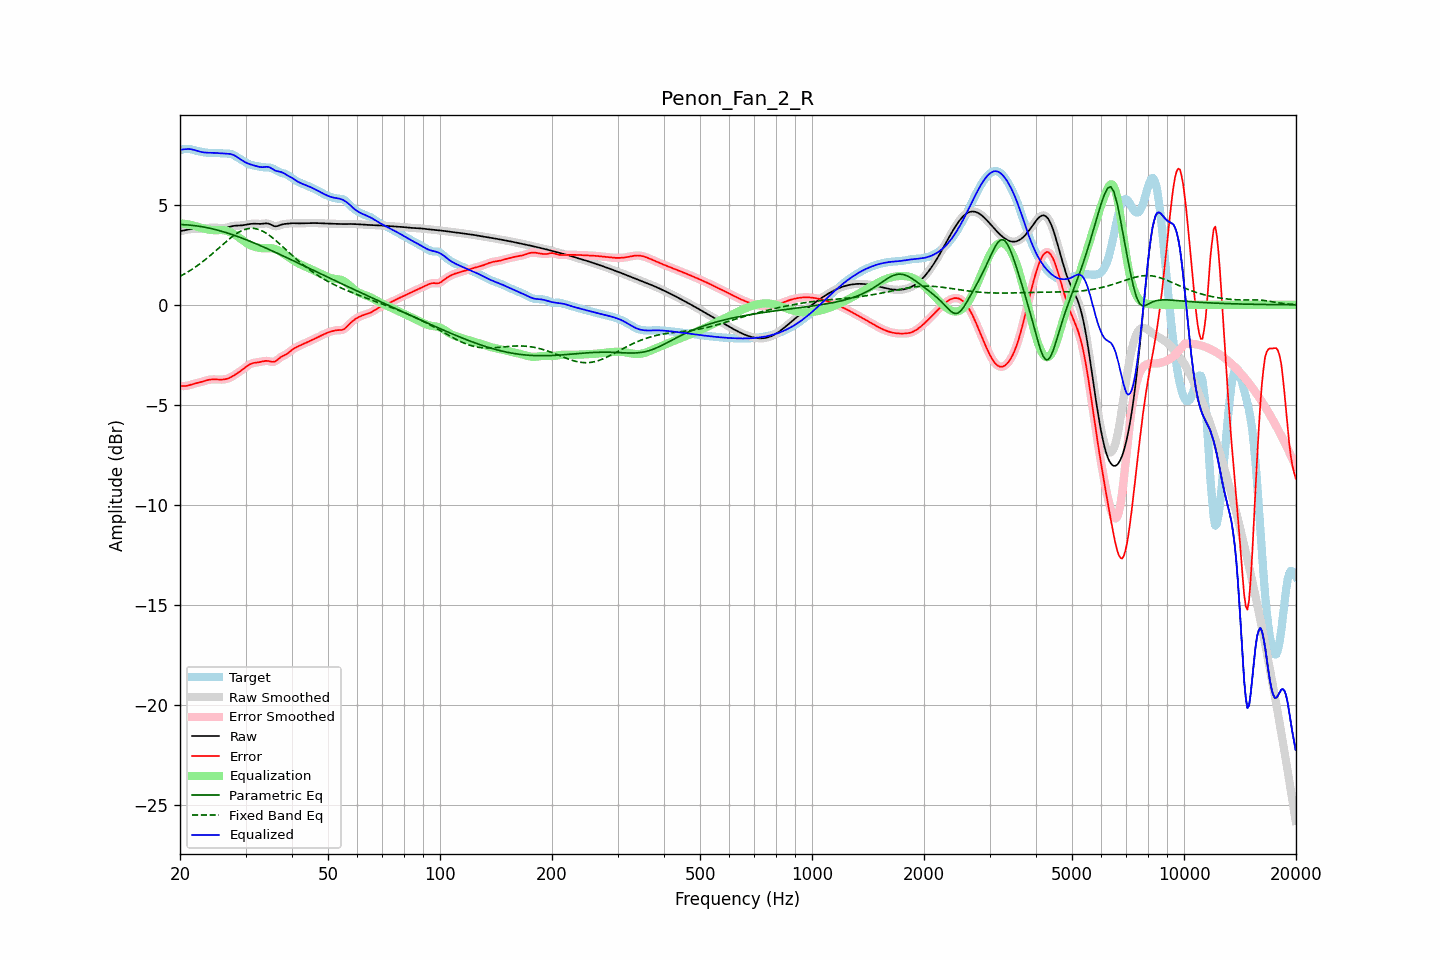 Penon_Fan_2_R
Amplitude (dBr)
5
0
−5
−10
−15
−20
−25
Target
Raw Smoothed
Error Smoothed
Raw
Error
Equalization
Parametric Eq
Fixed Band Eq
Equalized
20 50 100 200 500 1000 2000 5000 10000 20000
Frequency (Hz)